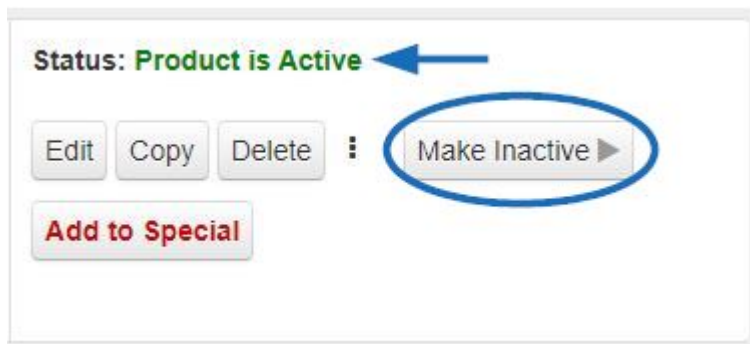 Status: Product is Active
Edit Copy Delete Make Inactive
Add to Special